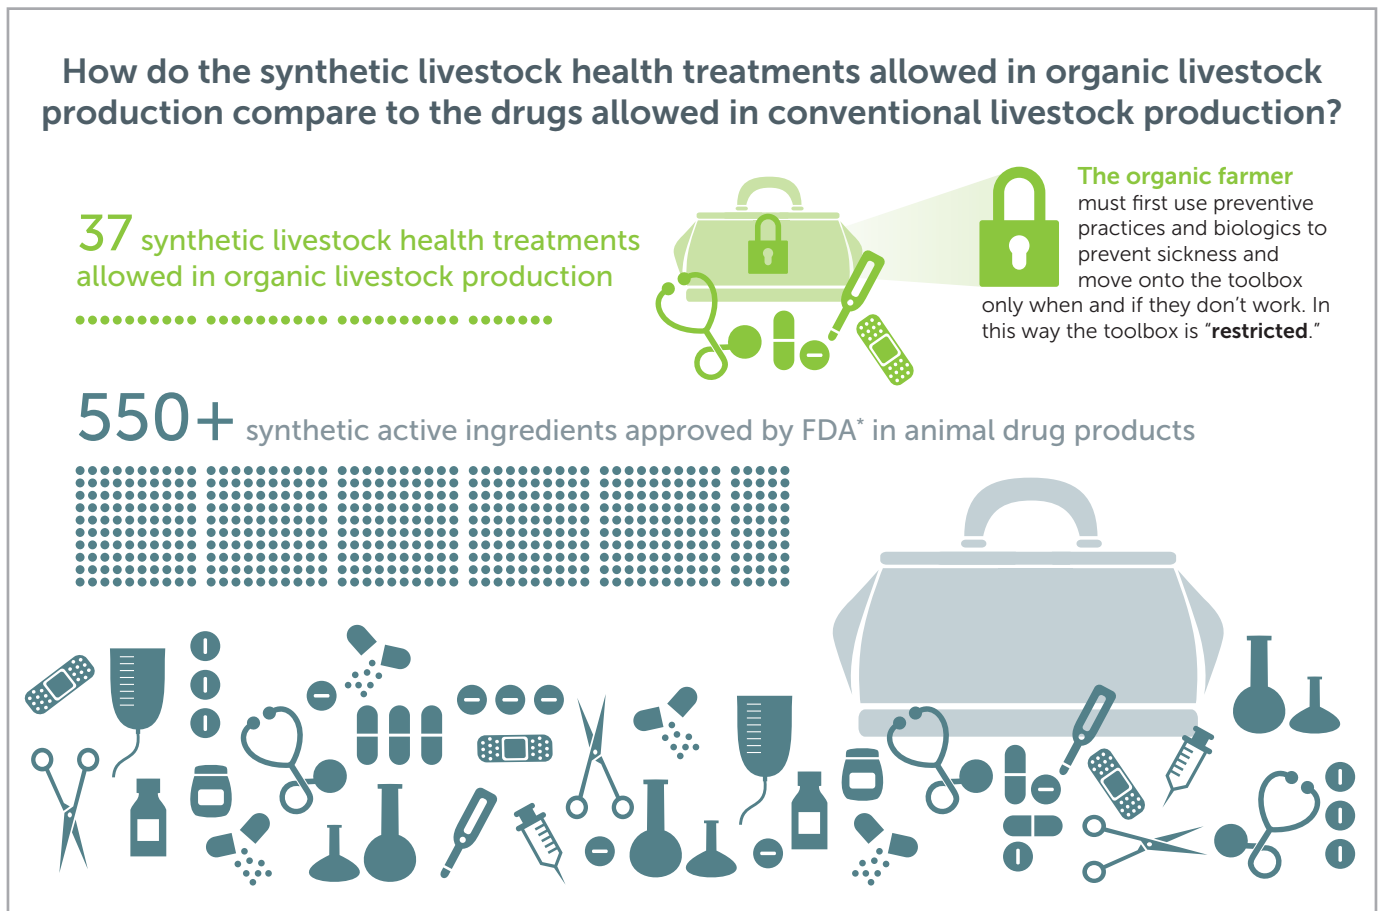 How do the synthetic livestock health treatments allowed in organic livestock
production compare to the drugs allowed in conventional livestock production?
37 synthetic livestock health treatments
allowed in organic livestock production
The organic farmer
must first use preventive
practices and biologics to
prevent sickness and
move onto the toolbox
only when and if they don’t work. In
this way the toolbox is “restricted.”
550+ synthetic active ingredients approved by FDA* in animal drug products